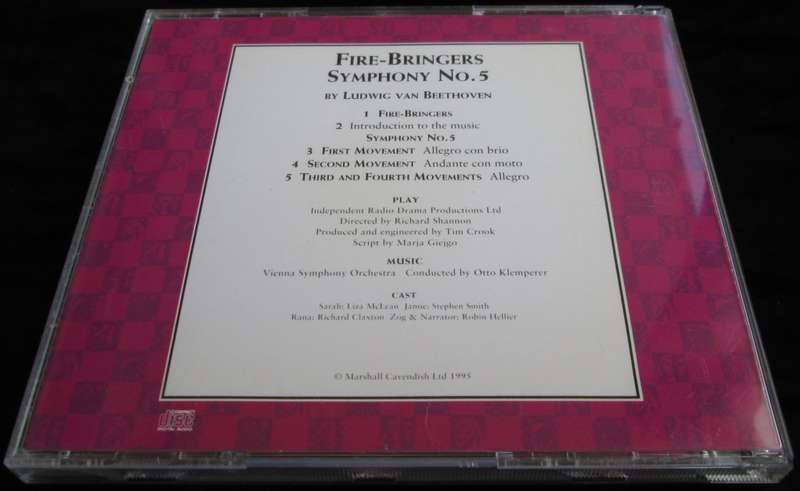 FIRE-BRINGERS
SYMPHONY NO. 5
BY LUDWIG VAN BEETHOVEN
1 FIRE-BRINGERS
2 Introduction to the music
SYMPHONY NO. 5
3 FIRST MOVEMENT Allegro con brio
4 SECOND MOVEMENT Andante con moto
5 THIRD AND FOURTH MOVEMENTS Allegro
PLAY
Independent Radio Drama Productions Ltd
Directed by Richard Shannon
Produced and engineered by Tim Crook
Script by Marja Giejgo
MUSIC
Vienna Symphony Orchestra Conducted by Otto Klemperer
CAST
Sarah: Liza McLean Jamie: Stephen Smith
Rana: Richard Claxton Zog & Narrator: Robin Hellier
© Marshall Cavendish Ltd 1995
COMPACT
disc
DIGITAL AUDIO